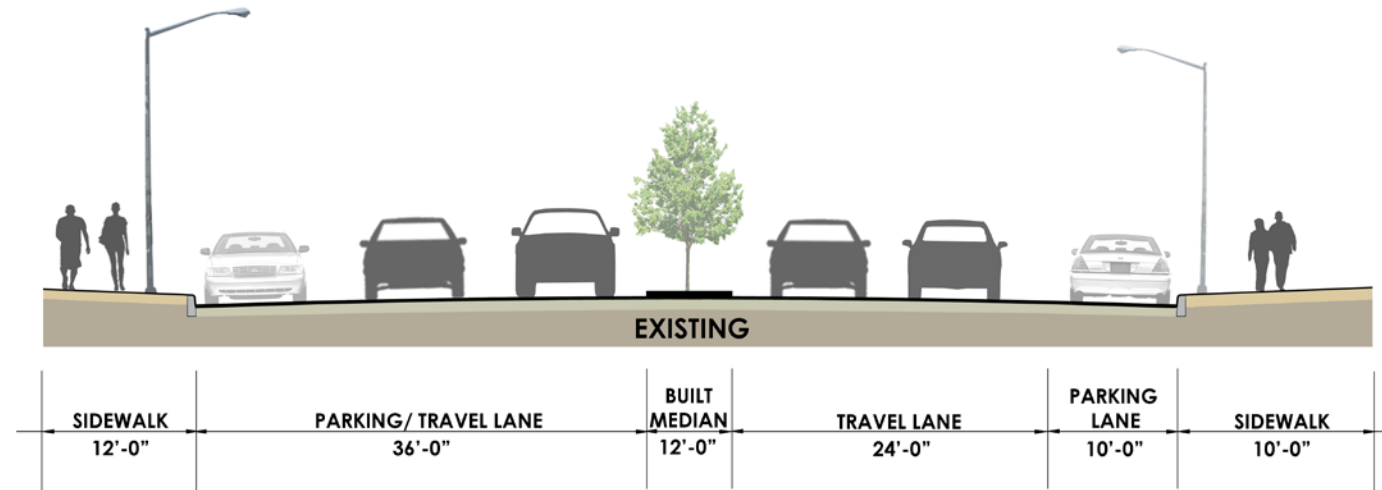 EXISTING
SIDEWALK
12’-0”
PARKING/ TRAVEL LANE
36’-0”
BUILT
MEDIAN
12’-0”
TRAVEL LANE
24’-0”
PARKING
LANE
10’-0”
SIDEWALK
10’-0”